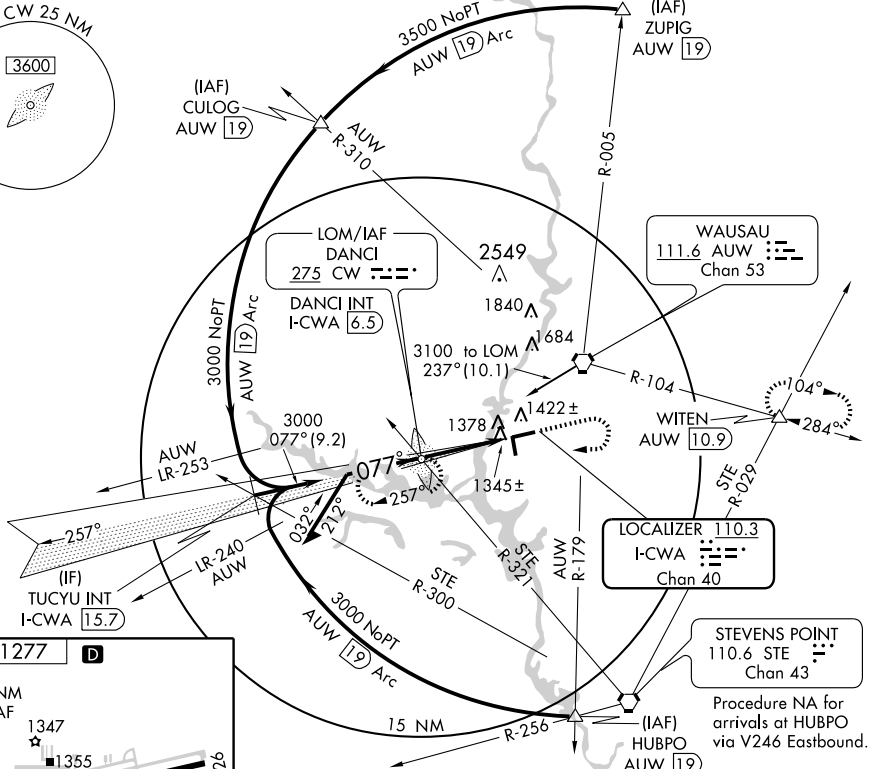 CW 25 NM
3600
(IAF)
ZUPIG
AUW 19
3500 NoPT
AUW 19 Arc
(IAF)
CULOG
AUW 19
AUW
R-310
R-005
LOM/IAF
DANCI
275 CW
DANCI INT
I-CWA 6.5
2549
1840
1684
WAUSAU
111.6 AUW
Chan 53
3000 NoPT
AUW 19 Arc
3100 to LOM
237° (10.1)
R-104
104°
284°
WITEN
AUW 10.9
1378
1422±
1345±
3000
077° (9.2)
077°
257°
AUW
LR-253
257°
032°
212°
LR-240
AUW
STE
R-029
(IF)
TUCYU INT
I-CWA 15.7
STE
R-300
STE
R-321
AUW
R-179
LOCALIZER 110.3
I-CWA
Chan 40
3000 NoPT
AUW 19 Arc
STEVENS POINT
110.6 STE
Chan 43
15 NM
R-256
(IAF)
HUBPO
AUW 19
Procedure NA for
arrivals at HUBPO
via V246 Eastbound.
1277
D
NM
AF
1347
1355
26